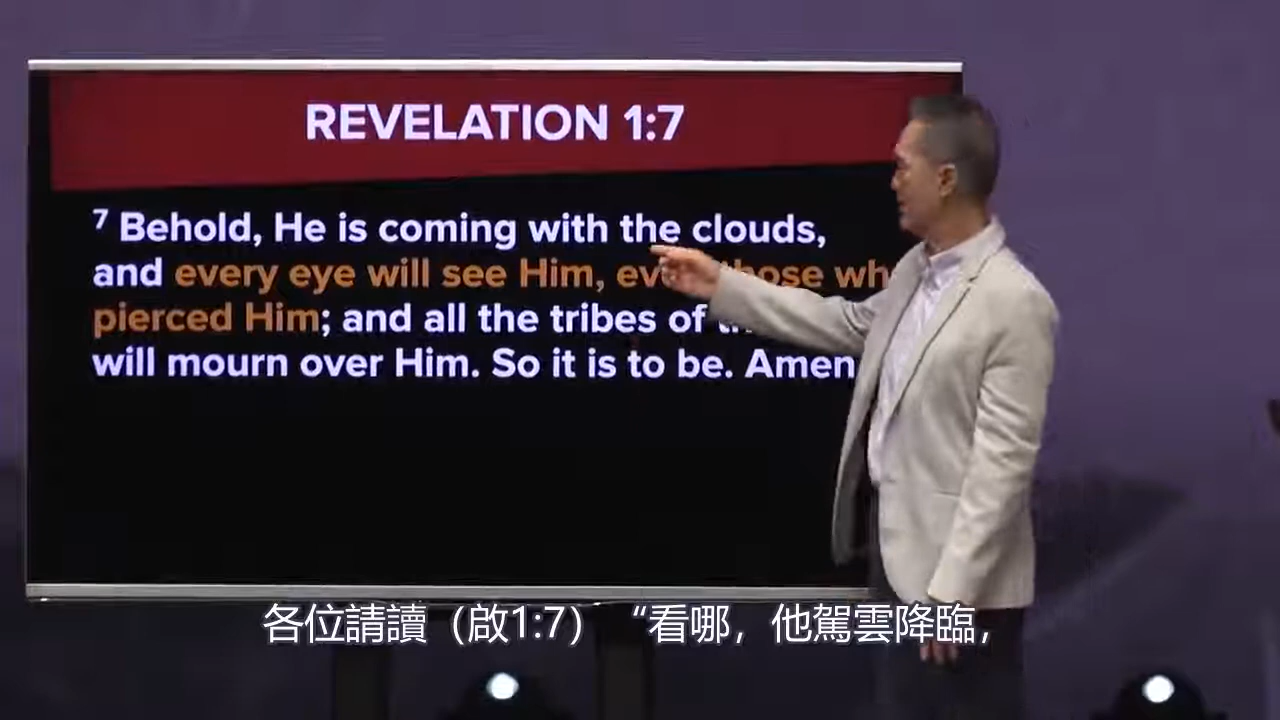 REVELATION 1:7
7 Behold, He is coming with the clouds,
and every eye will see Him, those
pierced Him; and all the tribes of
will mourn over Him. So it is to be. Amen
各位請讀（啟1:7）“看哪，他駕雲降臨，